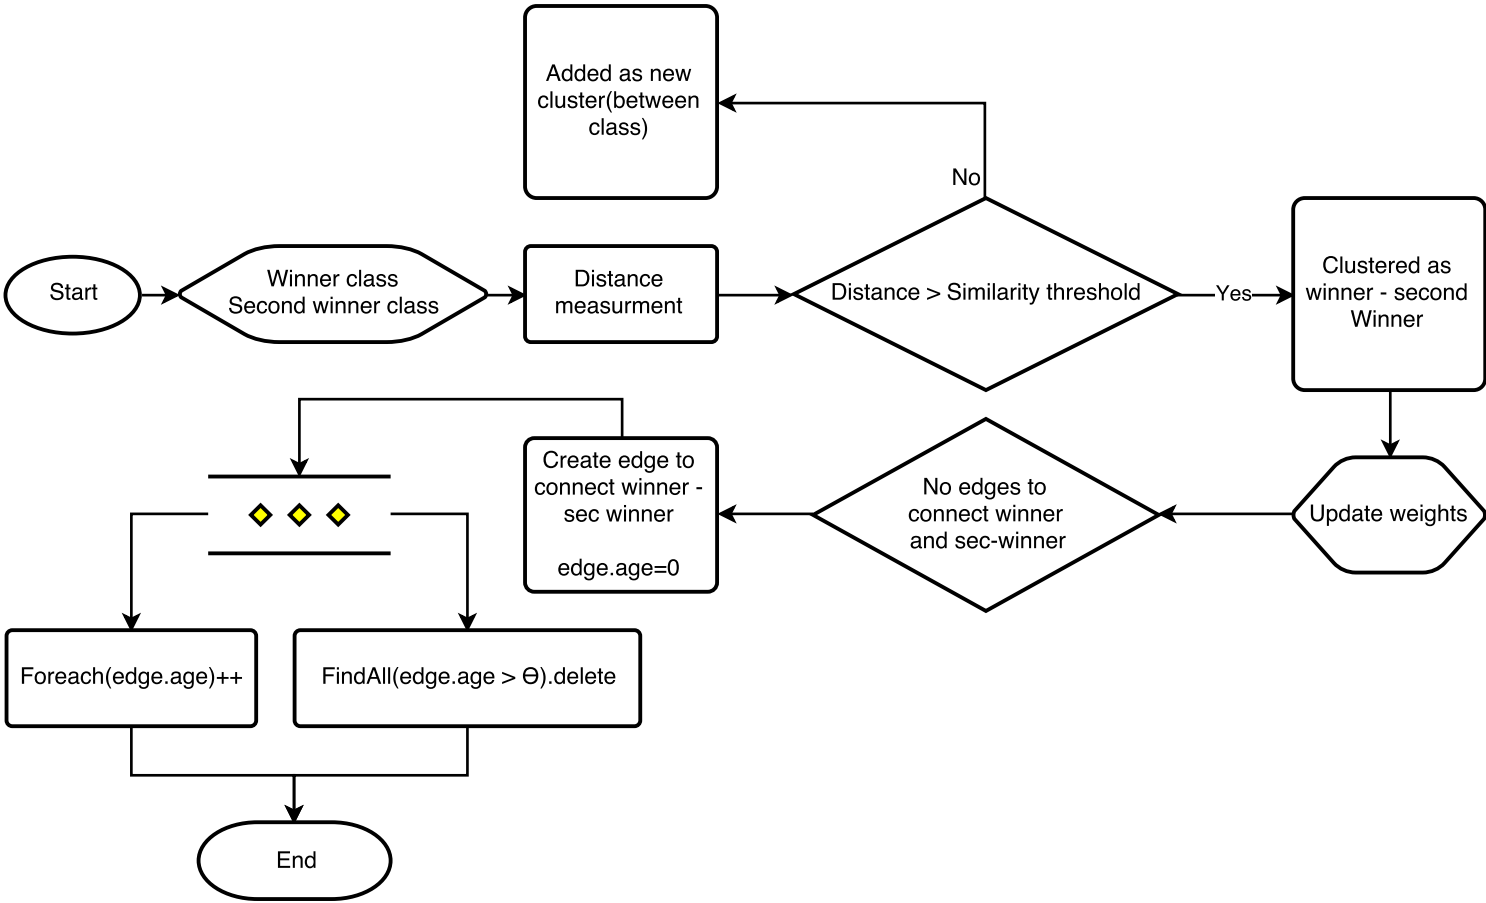 Added as new
cluster(between
class)
No
Start
Winner class
Second winner class
Distance
measurment
Distance > Similarity threshold
Yes
Clustered as
winner - second
Winner
Update weights
No edges to
connect winner
and sec-winner
Create edge to
connect winner -
sec winner
edge.age=0
Foreach(edge.age)++
FindAll(edge.age > Θ).delete
End